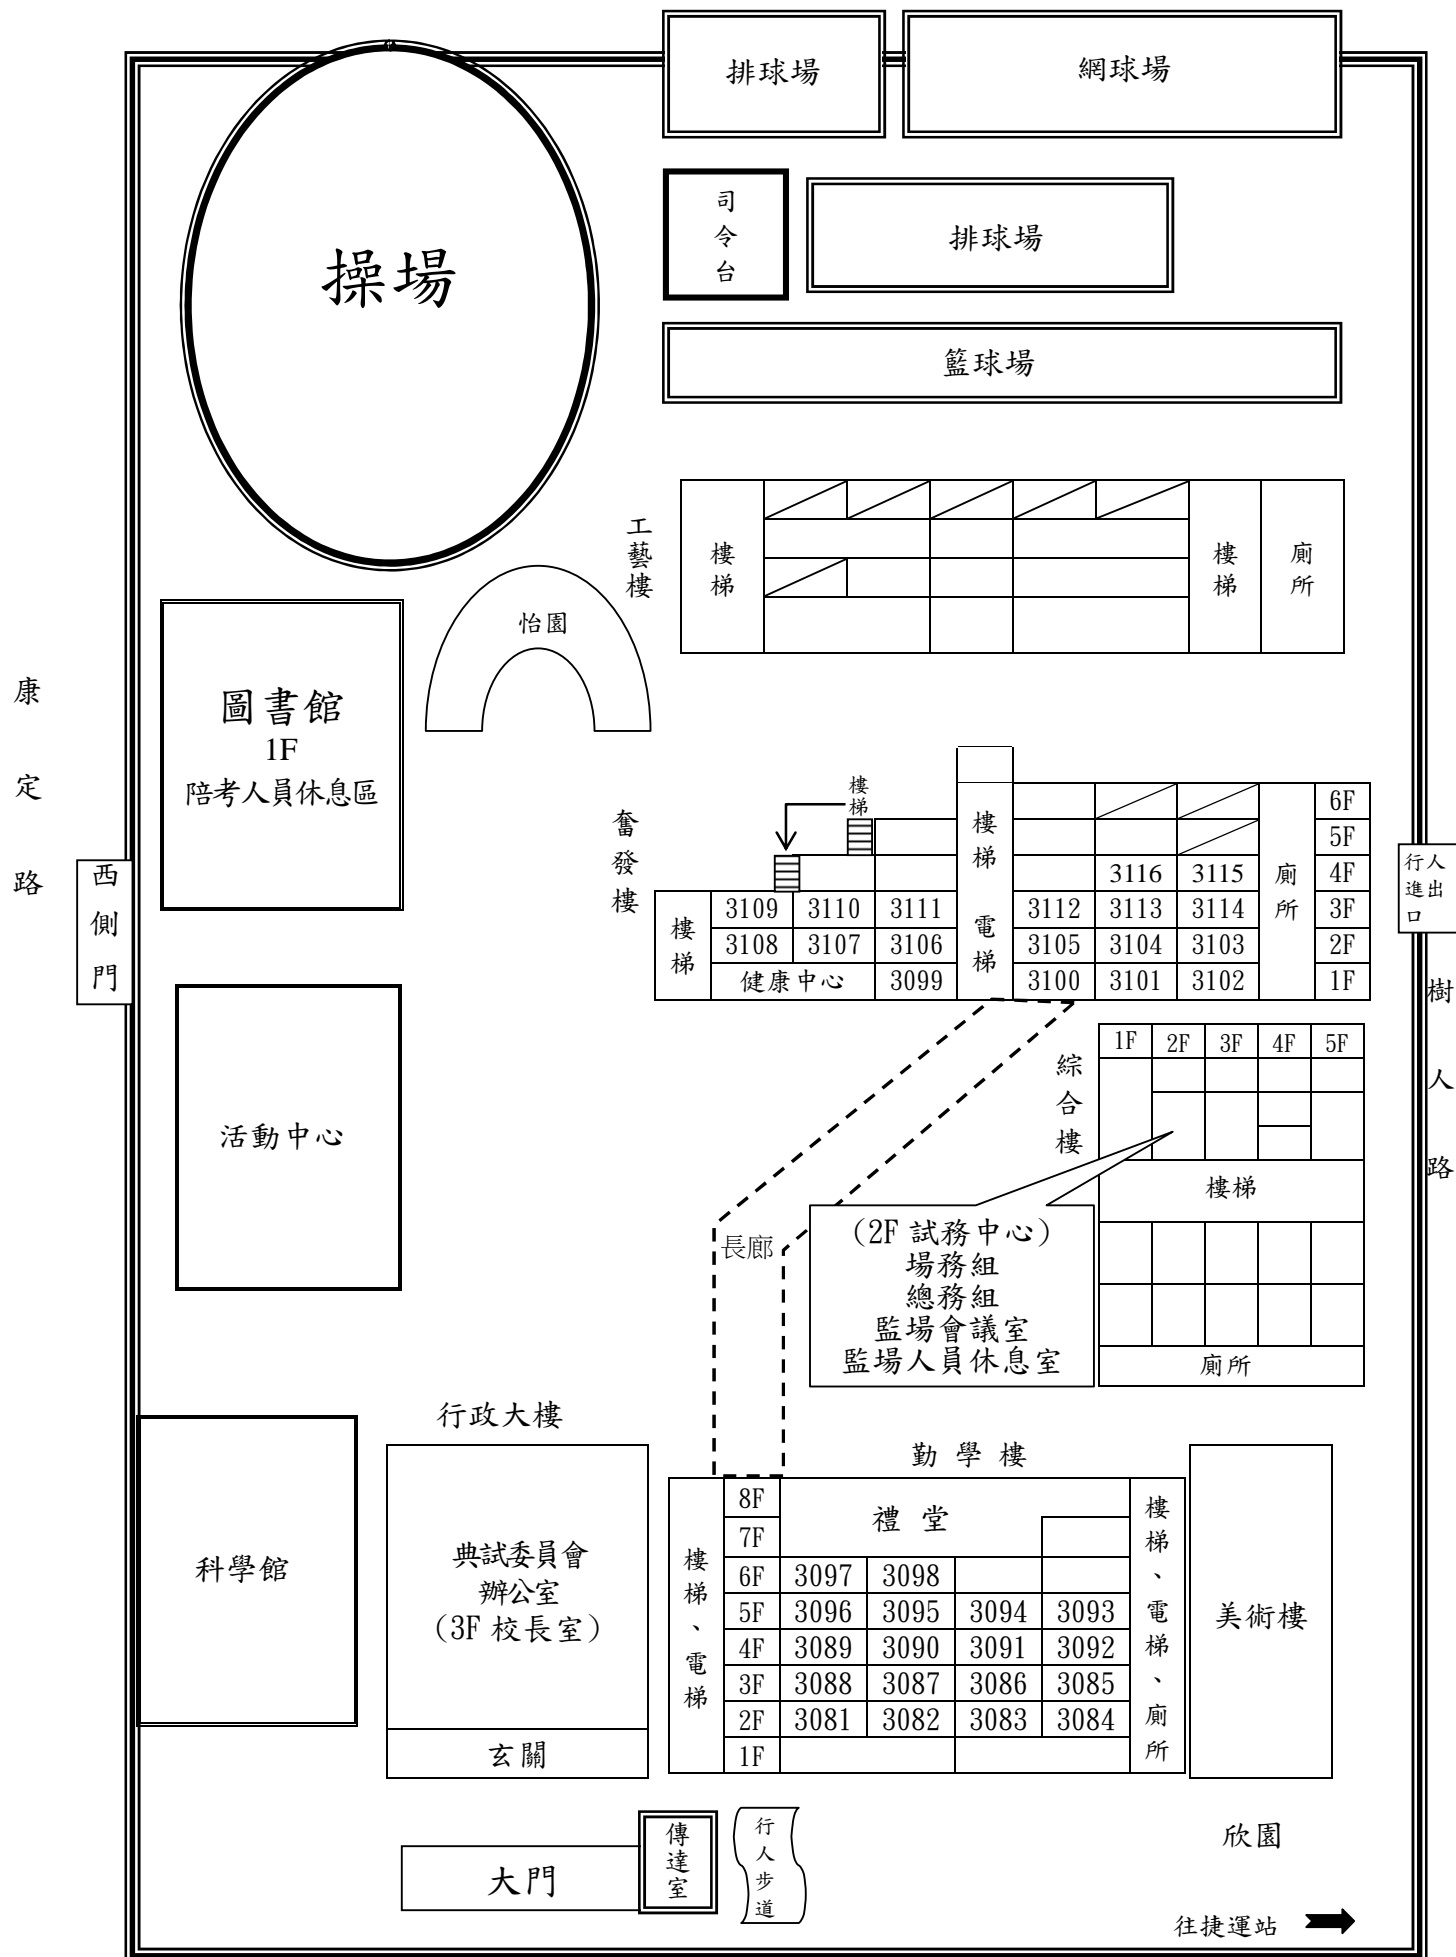 排球場
網球場
司令台
排球場
操場
籃球場
工藝樓
樓梯
樓梯
廁所
怡園
圖書館
1F
陪考人員休息區
康定路
西側門
奮發樓
樓梯
樓梯 電梯
廁所
6F
5F
3116 3115 4F
3109 3110 3111 3112 3113 3114 3F
3108 3107 3106 3105 3104 3103 2F
健康中心 3099 3100 3101 3102 1F
樓梯
行人進出口
樹人路
活動中心
綜合樓
1F 2F 3F 4F 5F
樓梯
廁所
長廊
(2F 試務中心)
場務組
總務組
監場會議室
監場人員休息室
行政大樓
勤學樓
科學館
典試委員會
辦公室
(3F 校長室)
玄關
樓梯、電梯
8F 禮堂
7F
6F 3097 3098
5F 3096 3095 3094 3093
4F 3089 3090 3091 3092
3F 3088 3087 3086 3085
2F 3081 3082 3083 3084
1F
樓梯、電梯、廁所
美術樓
大門
傳達室
行人步道
欣園
往捷運站